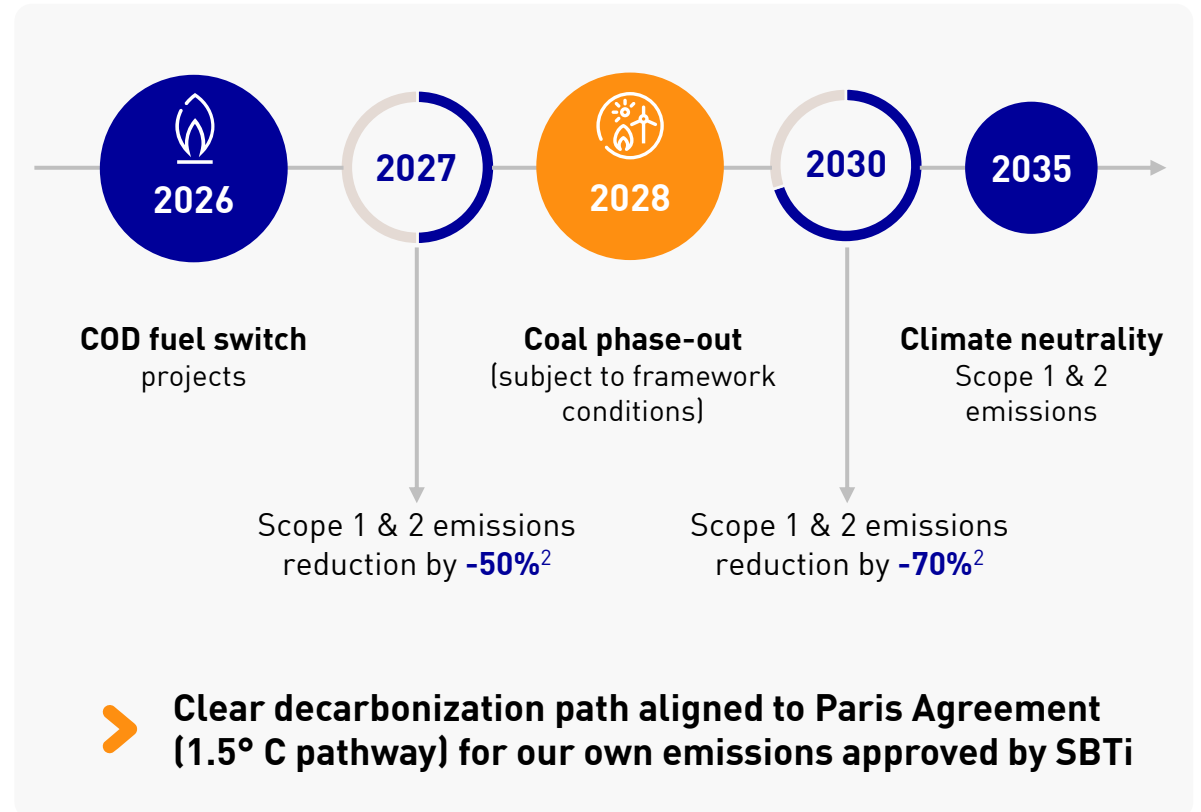 2026
2027
2028
2030
2035
COD fuel switch
projects
Coal phase-out
(subject to framework
conditions)
Climate neutrality
Scope 1 & 2
emissions
Scope 1 & 2 emissions
reduction by -50%²
Scope 1 & 2 emissions
reduction by -70%²
Clear decarbonization path aligned to Paris Agreement
(1.5° C pathway) for our own emissions approved by SBTi